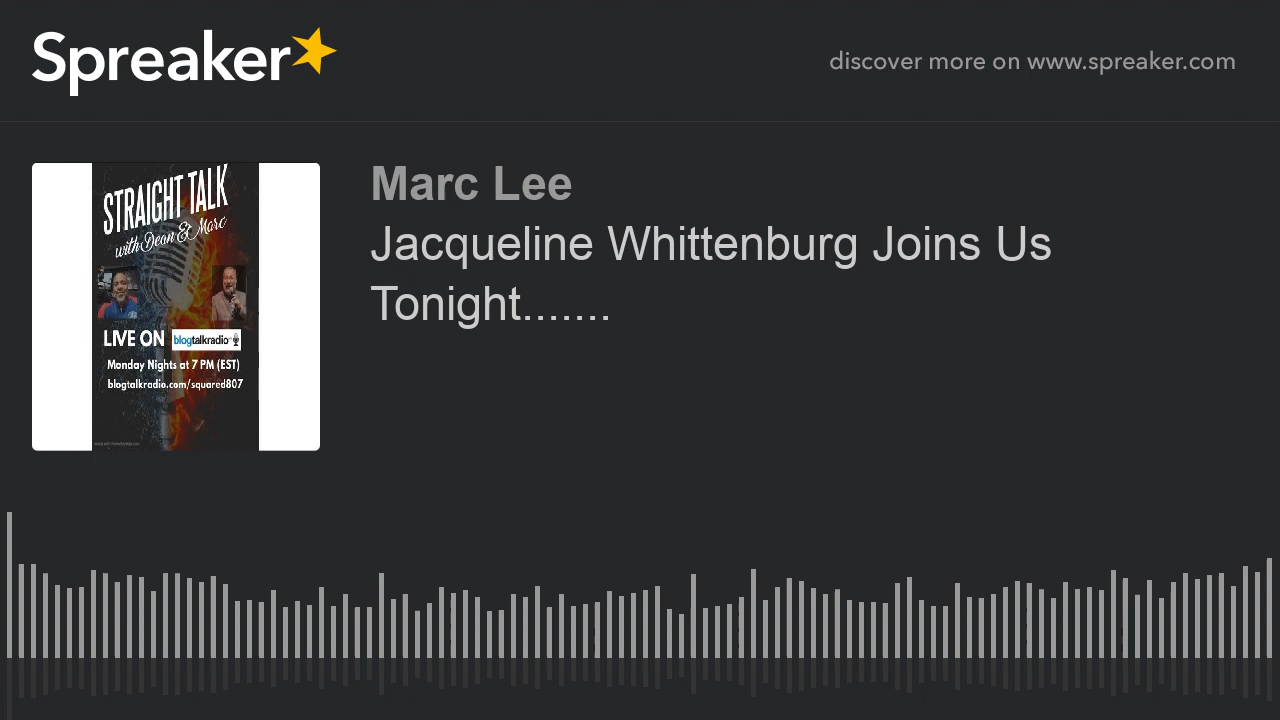 Spreaker
discover more on www.spreaker.com
STRAIGHT TALK
with Dean & Marc
LIVE ON blogtalkradio
Monday Nights at 7 PM (EST)
blogtalkradio.com/squared807
Marc Lee
Jacqueline Whittenburg Joins Us
Tonight.......